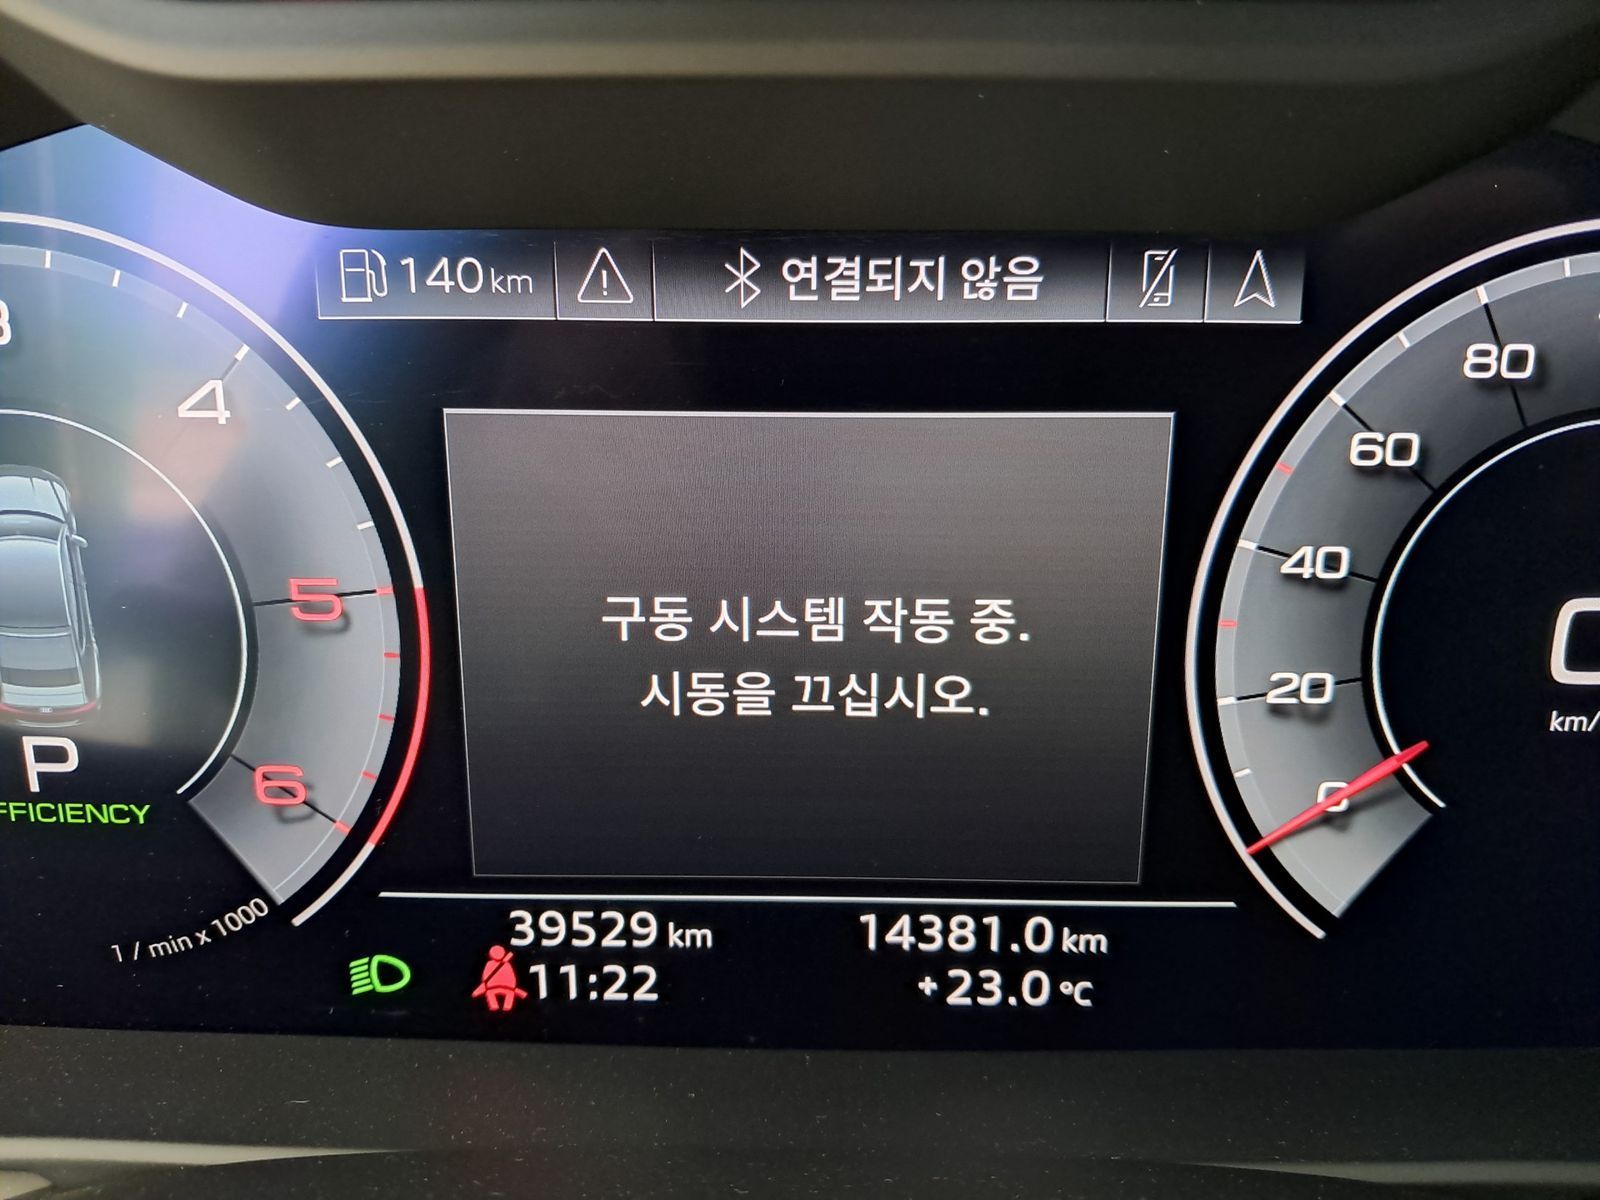 140 km
연결되지 않음
4
5
6
P
EFFICIENCY
1 / min x 1000
구동 시스템 작동 중.
시동을 끄십시오.
80
60
40
20
0
km/
39529 km
14381.0 km
11:22
+23.0 °C